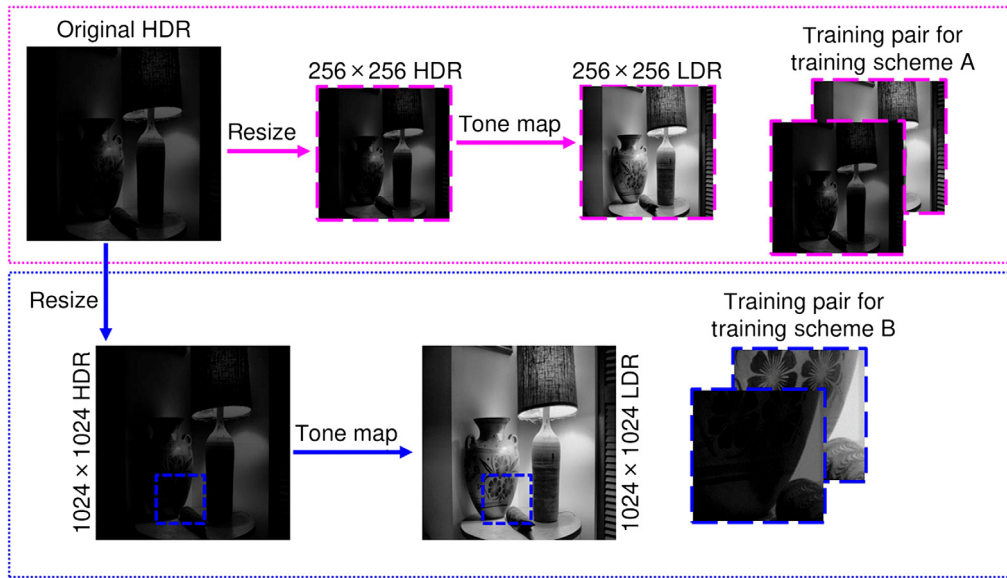 Original HDR
Resize
256×256 HDR
Tone map
256×256 LDR
Training pair for
training scheme A
Resize
1024×1024 HDR
Tone map
1024×1024 LDR
Training pair for
training scheme B